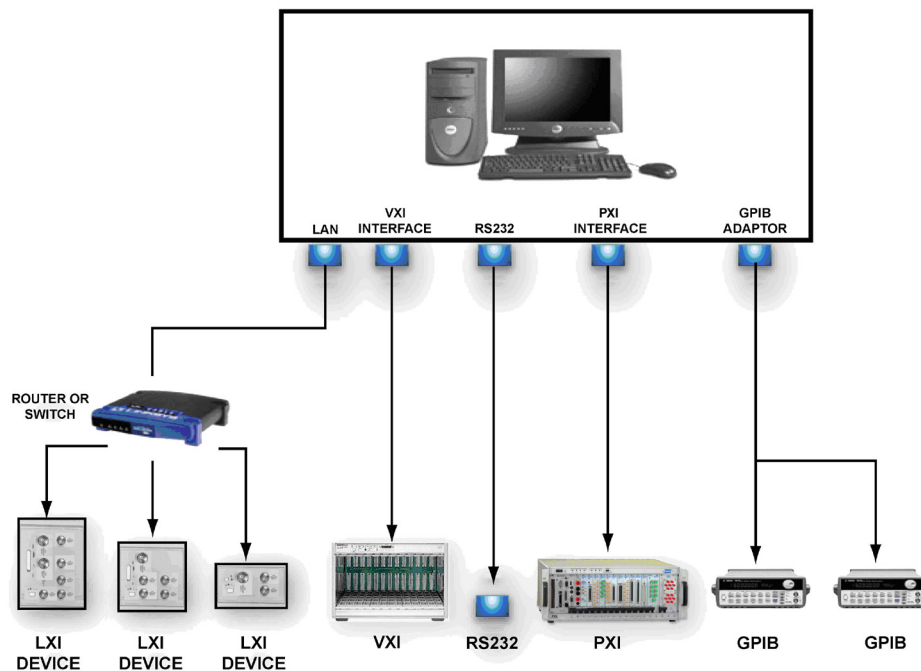 LAN
VXI
INTERFACE
RS232
PXI
INTERFACE
GPIB
ADAPTOR
ROUTER OR
SWITCH
LXI
DEVICE
LXI
DEVICE
LXI
DEVICE
VXI
RS232
PXI
GPIB
GPIB